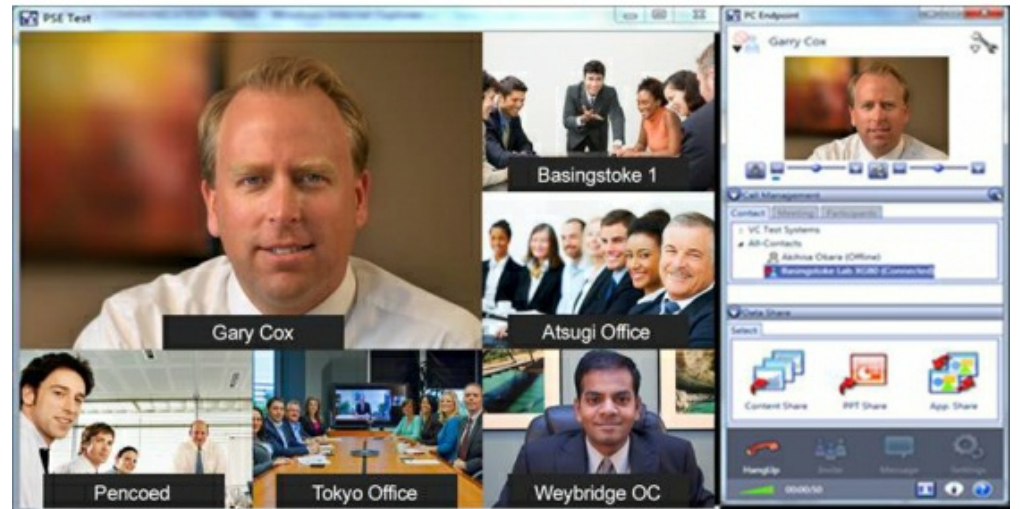 PSE Test
Gary Cox
Basingstoke 1
Atsugi Office
Pencoed
Tokyo Office
Weybridge OC
PC Endpoint
Garry Cox
Call Management
Contact
Meeting
Participants
VC Test Systems
All-Contacts
Akihisa Okara (Offline)
Basingstoke Lab XG80 (Connected)
Data Share
Select
Content Share
PPT Share
App. Share
HangUp
Invite
Message
Settings
00:00:50